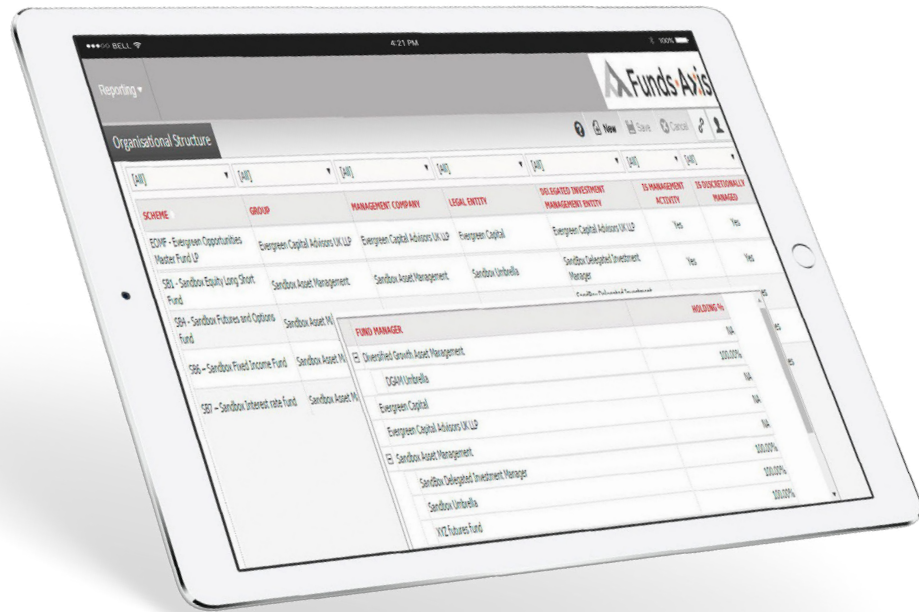 BELL 4:21 PM 100%
Reporting
Funds-Axis
Organisational Structure
New Save Cancel
[All] [All] [All] [All] [All] [All] [All]
SCHEME GROUP MANAGEMENT COMPANY LEGAL ENTITY DELEGATED INVESTMENT MANAGEMENT ENTITY IS MANAGEMENT ACTIVITY IS DISCRETIONALLY MANAGED
EOMF - Evergreen Opportunities Master Fund LP Evergreen Capital Advisors UK LLP Evergreen Capital Advisors UK LLP Evergreen Capital Evergreen Capital Advisors UK LLP Yes Yes
SB1 - Sandbox Equity Long Short Fund Sandbox Asset Management Sandbox Asset Management Sandbox Umbrella SandBox Delegated Investment Manager Yes Yes
SB4 - Sandbox Futures and Options Fund Sandbox Asset M SandBox Delegated Investment es
SB6 – Sandbox Fixed Income Fund Sandbox Asset M es
SB7 – Sandbox Interest rate fund Sandbox Asset M es
FUND MANAGER HOLDING %
Diversified Growth Asset Management NA
DGAM Umbrella 100.00%
Evergreen Capital NA
Evergreen Capital Advisors UK LLP NA
Sandbox Asset Management NA
SandBox Delegated Investment Manager 100.00%
Sandbox Umbrella 100.00%
XXZ futures fund 100.00%